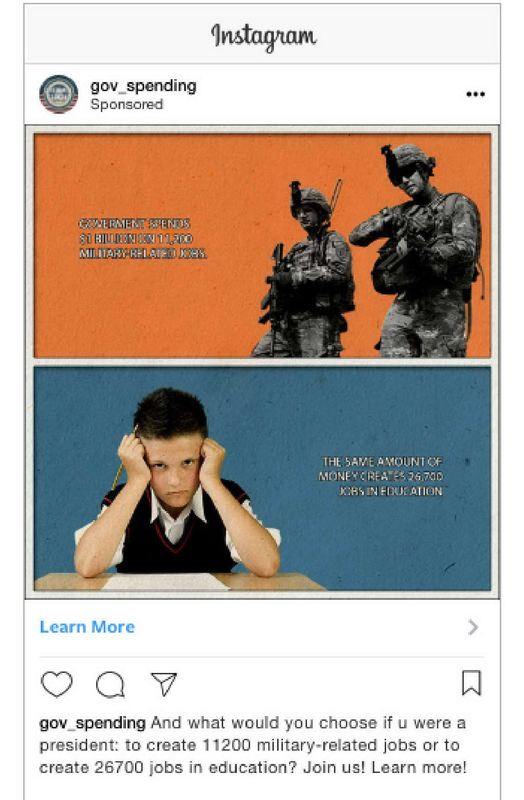 Instagram
gov_spending
Sponsored
GOVERMENT SPENDS
$1 BILLION ON 11,200
MILITARY-RELATED JOBS.
THE SAME AMOUNT OF
MONEY CREATES 26,700
JOBS IN EDUCATION
Learn More
gov_spending And what would you choose if u were a
president: to create 11200 military-related jobs or to
create 26700 jobs in education? Join us! Learn more!